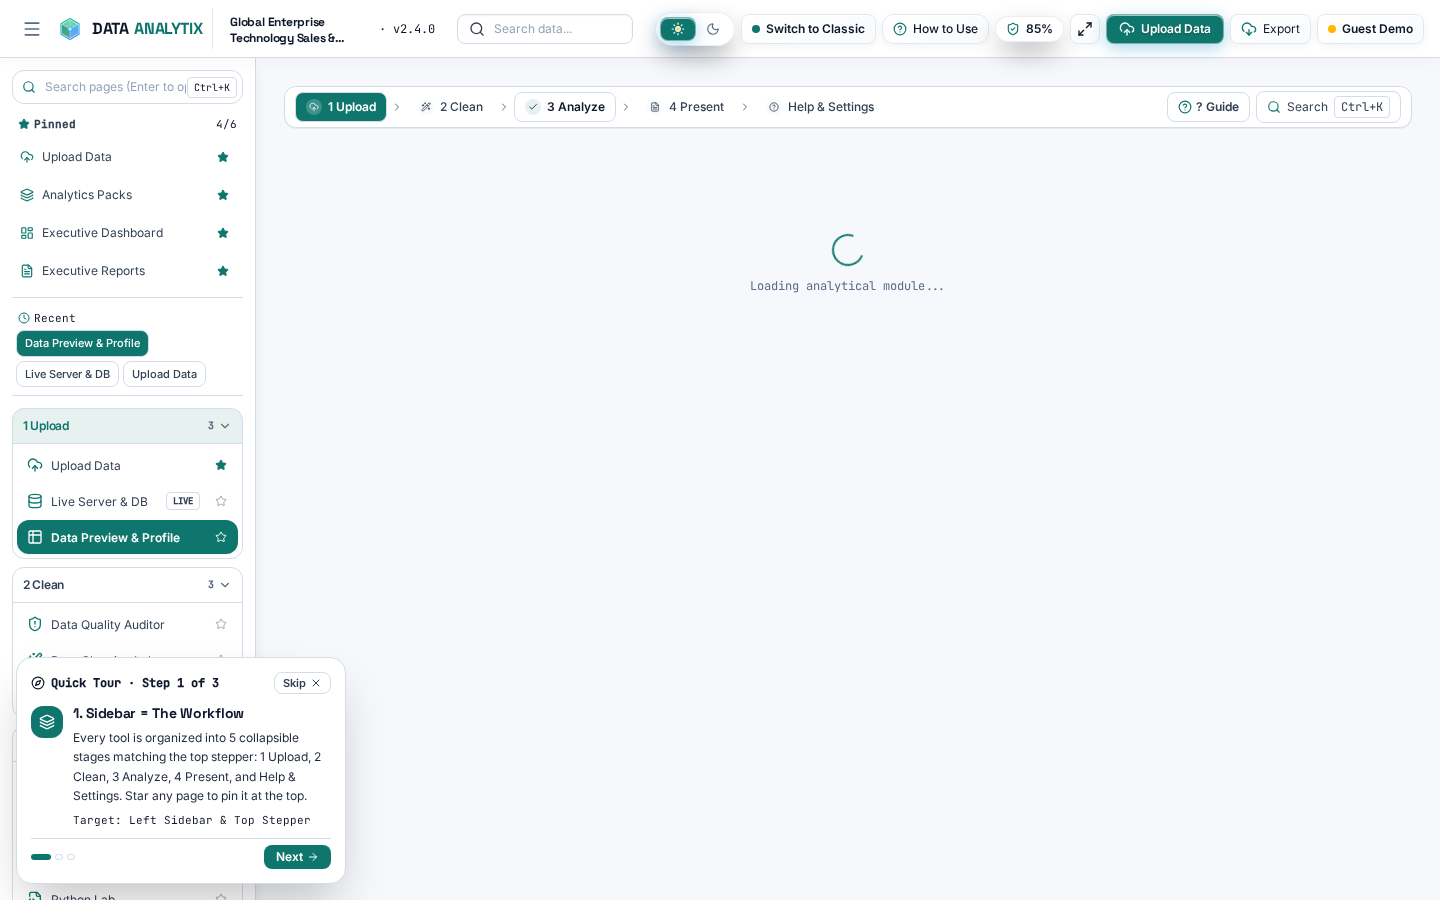 DATA ANALYTIX
Global Enterprise
Technology Sales &...
· v2.4.0
Search data...
Switch to Classic
How to Use
85%
Upload Data
Export
Guest Demo
Search pages (Enter to op
Ctrl+K
Pinned 4/6
Upload Data
Analytics Packs
Executive Dashboard
Executive Reports
Recent
Data Preview & Profile
Live Server & DB
Upload Data
1 Upload 3
Upload Data
Live Server & DB LIVE
Data Preview & Profile
2 Clean 3
Data Quality Auditor
Quick Tour · Step 1 of 3
Skip
1. Sidebar = The Workflow
Every tool is organized into 5 collapsible
stages matching the top stepper: 1 Upload, 2
Clean, 3 Analyze, 4 Present, and Help &
Settings. Star any page to pin it at the top.
Target: Left Sidebar & Top Stepper
Next
Python Lab
1 Upload
2 Clean
3 Analyze
4 Present
Help & Settings
? Guide
Search Ctrl+K
Loading analytical module...